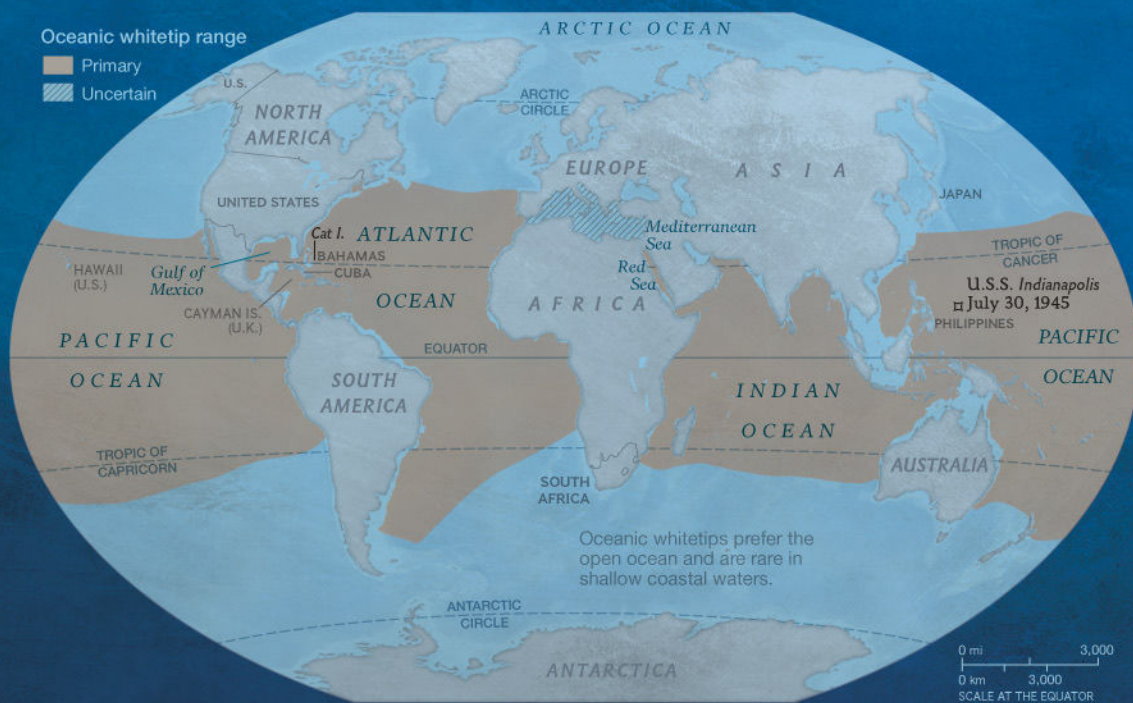 Oceanic whitetip range
Primary
Uncertain
ARCTIC OCEAN
U.S.
ARCTIC
CIRCLE
NORTH
AMERICA
EUROPE
ASIA
UNITED STATES
JAPAN
Cat I.
ATLANTIC
Mediterranean
Sea
BAHAMAS
TROPIC OF
CANCER
HAWAII
(U.S.)
Gulf of
Mexico
CUBA
Red
Sea
U.S.S. Indianapolis
July 30, 1945
OCEAN
AFRICA
CAYMAN IS.
(U.K.)
PHILIPPINES
PACIFIC
PACIFIC
EQUATOR
OCEAN
OCEAN
SOUTH
AMERICA
INDIAN
OCEAN
TROPIC OF
CAPRICORN
AUSTRALIA
SOUTH
AFRICA
Oceanic whitetips prefer the
open ocean and are rare in
shallow coastal waters.
ANTARCTIC
CIRCLE
ANTARCTICA
0 mi 3,000
0 km 3,000
SCALE AT THE EQUATOR